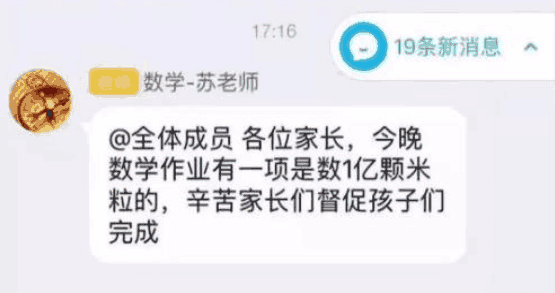 17:16
19条新消息
数学-苏老师
@全体成员 各位家长，今晚
数学作业有一项是数1亿颗米
粒的，辛苦家长们督促孩子们
完成